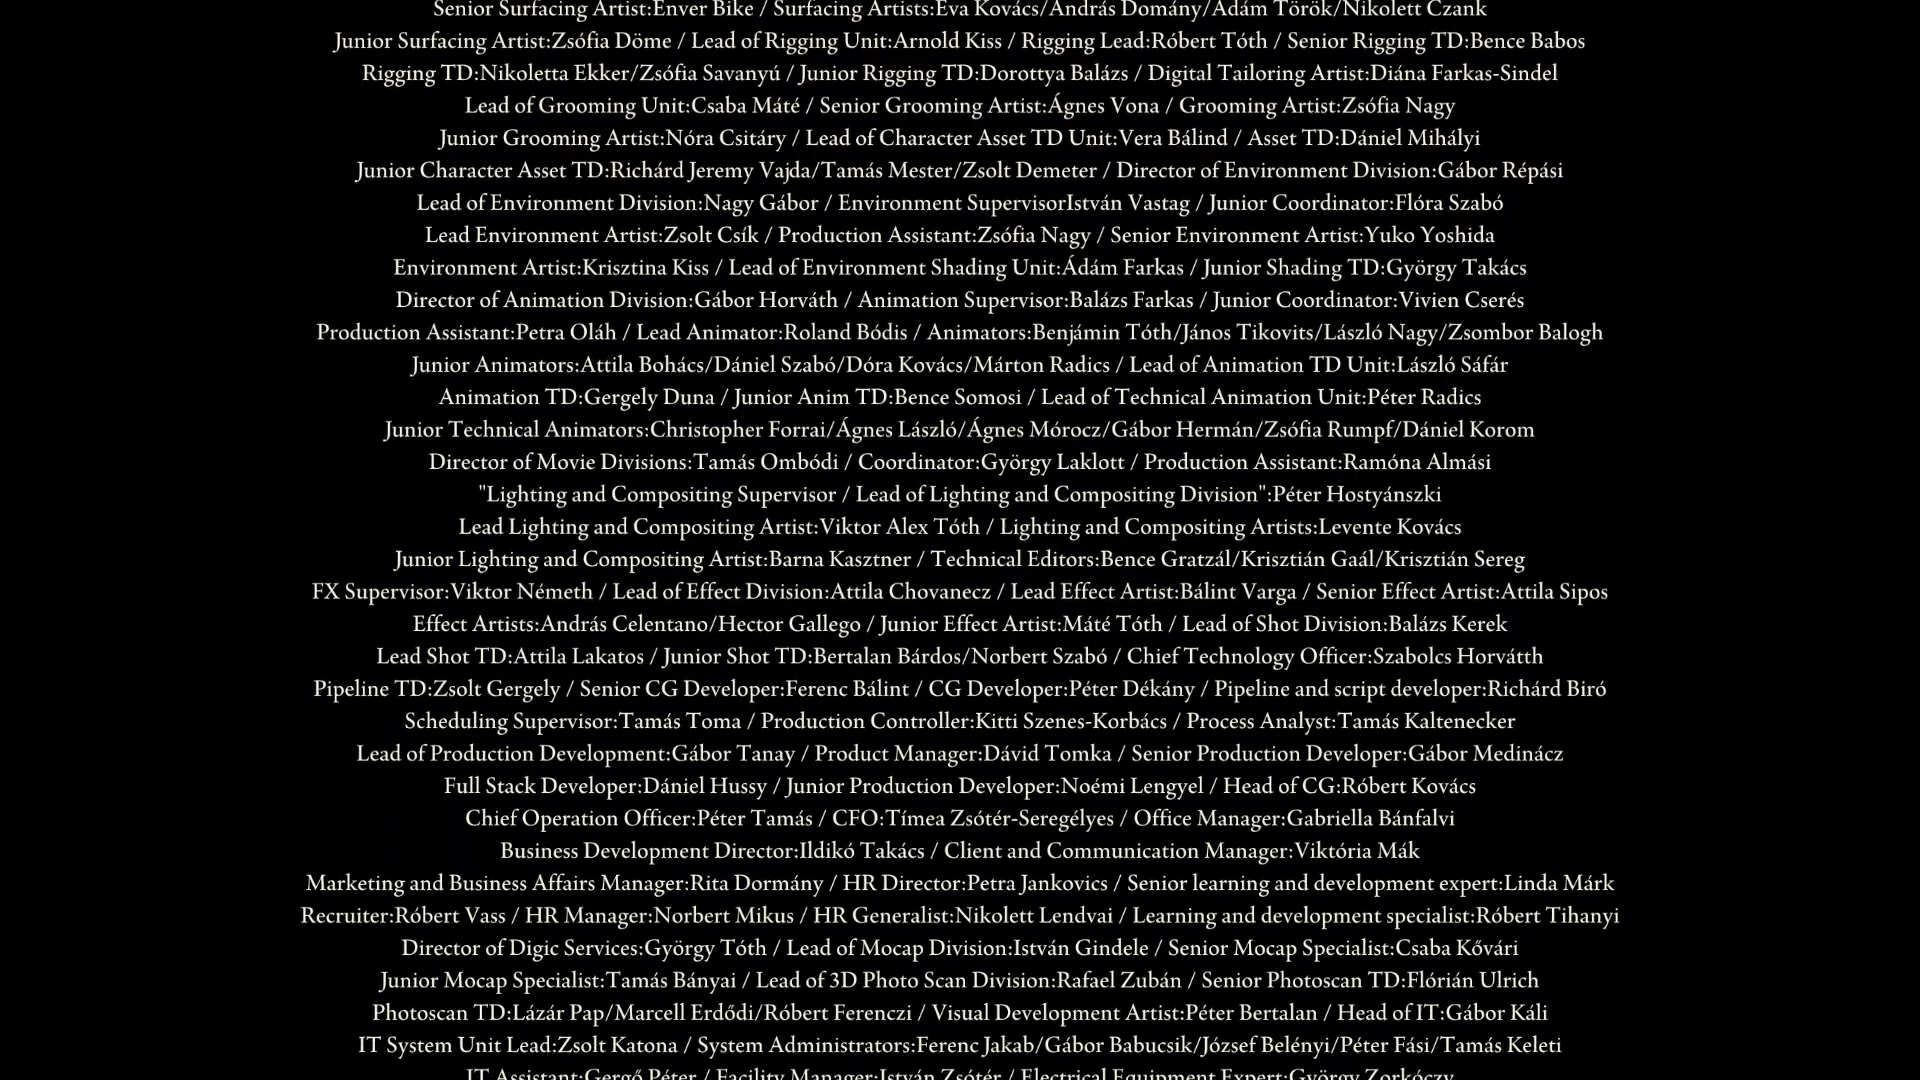 Senior Surfacing Artist:Enver Bike / Surfacing Artists:Éva Kovács/András Domány/Ádám Török/Nikolett Czank
Junior Surfacing Artist:Zsófia Döme / Lead of Rigging Unit:Arnold Kiss / Rigging Lead:Róbert Tóth / Senior Rigging TD:Bence Babos
Rigging TD:Nikoletta Ekker/Zsófia Savanyú / Junior Rigging TD:Dorottya Balázs / Digital Tailoring Artist:Diána Farkas-Sindel
Lead of Grooming Unit:Csaba Máté / Senior Grooming Artist:Ágnes Vona / Grooming Artist:Zsófia Nagy
Junior Grooming Artist:Nóra Csitáry / Lead of Character Asset TD Unit:Vera Bálind / Asset TD:Dániel Mihályi
Junior Character Asset TD:Richárd Jeremy Vajda/Tamás Mester/Zsolt Demeter / Director of Environment Division:Gábor Répási
Lead of Environment Division:Nagy Gábor / Environment SupervisorIstván Vastag / Junior Coordinator:Flóra Szabó
Lead Environment Artist:Zsolt Csík / Production Assistant:Zsófia Nagy / Senior Environment Artist:Yuko Yoshida
Environment Artist:Krisztina Kiss / Lead of Environment Shading Unit:Ádám Farkas / Junior Shading TD:György Takács
Director of Animation Division:Gábor Horváth / Animation Supervisor:Balázs Farkas / Junior Coordinator:Vivien Cserés
Production Assistant:Petra Oláh / Lead Animator:Roland Bódis / Animators:Benjámin Tóth/János Tikovits/László Nagy/Zsombor Balogh
Junior Animators:Attila Bohács/Dániel Szabó/Dóra Kovács/Márton Radics / Lead of Animation TD Unit:László Sáfár
Animation TD:Gergely Duna / Junior Anim TD:Bence Somosi / Lead of Technical Animation Unit:Péter Radics
Junior Technical Animators:Christopher Forrai/Ágnes László/Ágnes Mórocz/Gábor Hermán/Zsófia Rumpf/Dániel Korom
Director of Movie Divisions:Tamás Ombódi / Coordinator:György Laklott / Production Assistant:Ramóna Almási
"Lighting and Compositing Supervisor / Lead of Lighting and Compositing Division":Péter Hostyánszki
Lead Lighting and Compositing Artist:Viktor Alex Tóth / Lighting and Compositing Artists:Levente Kovács
Junior Lighting and Compositing Artist:Barna Kasztner / Technical Editors:Bence Gratzál/Krisztián Gaál/Krisztián Sereg
FX Supervisor:Viktor Németh / Lead of Effect Division:Attila Chovanecz / Lead Effect Artist:Bálint Varga / Senior Effect Artist:Attila Sipos
Effect Artists:András Celentano/Hector Gallego / Junior Effect Artist:Máté Tóth / Lead of Shot Division:Balázs Kerek
Lead Shot TD:Attila Lakatos / Junior Shot TD:Bertalan Bárdos/Norbert Szabó / Chief Technology Officer:Szabolcs Horvátth
Pipeline TD:Zsolt Gergely / Senior CG Developer:Ferenc Bálint / CG Developer:Péter Dékány / Pipeline and script developer:Richárd Biró
Scheduling Supervisor:Tamás Toma / Production Controller:Kitti Szenes-Korbács / Process Analyst:Tamás Kaltenecker
Lead of Production Development:Gábor Tanay / Product Manager:Dávid Tomka / Senior Production Developer:Gábor Medinácz
Full Stack Developer:Dániel Hussy / Junior Production Developer:Noémi Lengyel / Head of CG:Róbert Kovács
Chief Operation Officer:Péter Tamás / CFO:Tímea Zsótér-Seregélyes / Office Manager:Gabriella Bánfalvi
Business Development Director:Ildikó Takács / Client and Communication Manager:Viktória Mák
Marketing and Business Affairs Manager:Rita Dormány / HR Director:Petra Jankovics / Senior learning and development expert:Linda Márk
Recruiter:Róbert Vass / HR Manager:Norbert Mikus / HR Generalist:Nikolett Lendvai / Learning and development specialist:Róbert Tihanyi
Director of Digic Services:György Tóth / Lead of Mocap Division:István Gindele / Senior Mocap Specialist:Csaba Kővári
Junior Mocap Specialist:Tamás Bányai / Lead of 3D Photo Scan Division:Rafael Zubán / Senior Photoscan TD:Flórián Ulrich
Photoscan TD:Lázár Pap/Marcell Erdődi/Róbert Ferenczi / Visual Development Artist:Péter Bertalan / Head of IT:Gábor Káli
IT System Unit Lead:Zsolt Katona / System Administrators:Ferenc Jakab/Gábor Babucsik/József Belényi/Péter Fási/Tamás Keleti
IT Assistant:Gergő Péter / Facility Manager:István Zsótér / Electrical Equipment Expert:György Zorkóczy